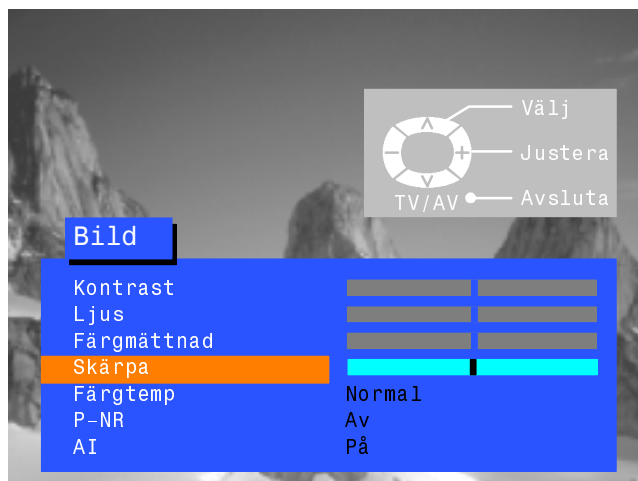 Välj
Justera
TV/AV Avsluta
Bild
Kontrast
Ljus
Färgmättnad
Skärpa
Färgtemp Normal
P-NR Av
AI På